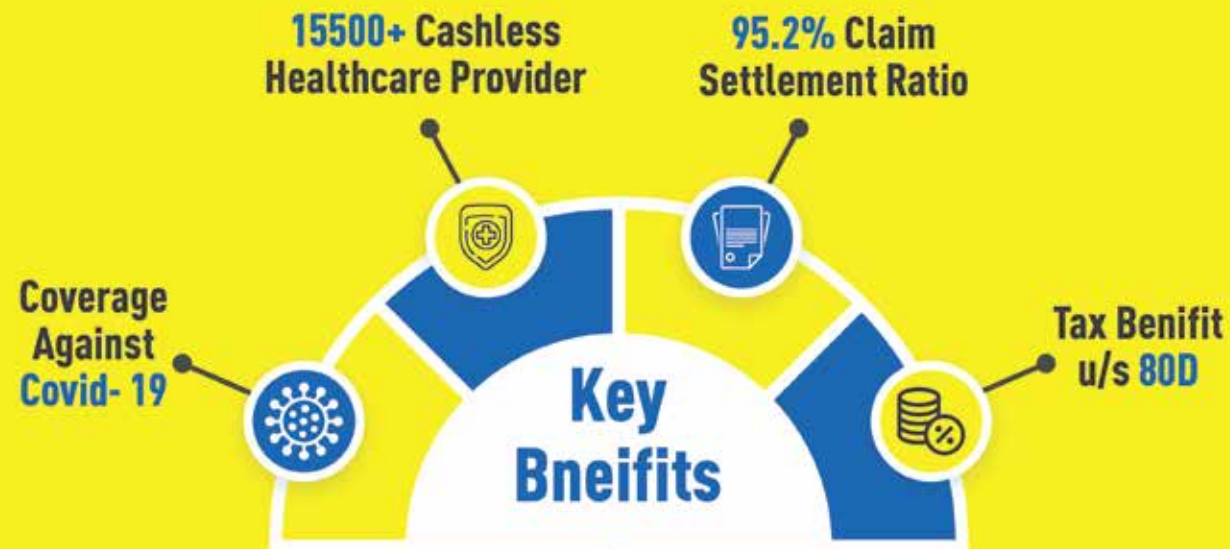 15500+ Cashless
Healthcare Provider
95.2% Claim
Settlement Ratio
Coverage
Against
Covid- 19
Tax Benifit
u/s 80D
Key
Bneifits